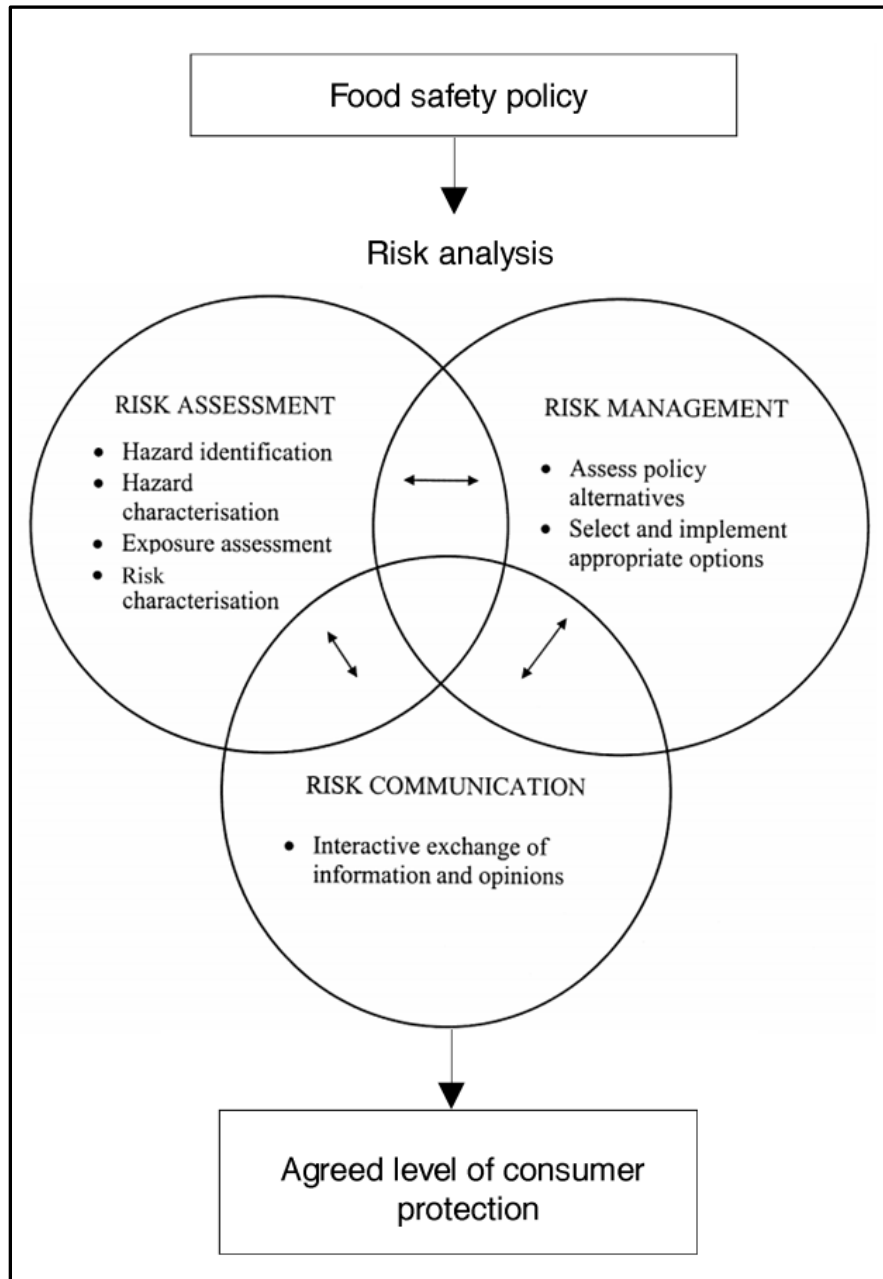 Food safety policy
Risk analysis
RISK ASSESSMENT
• Hazard identification
• Hazard
characterisation
• Exposure assessment
• Risk
characterisation
RISK MANAGEMENT
• Assess policy
alternatives
• Select and implement
appropriate options
RISK COMMUNICATION
• Interactive exchange of
information and opinions
Agreed level of consumer
protection